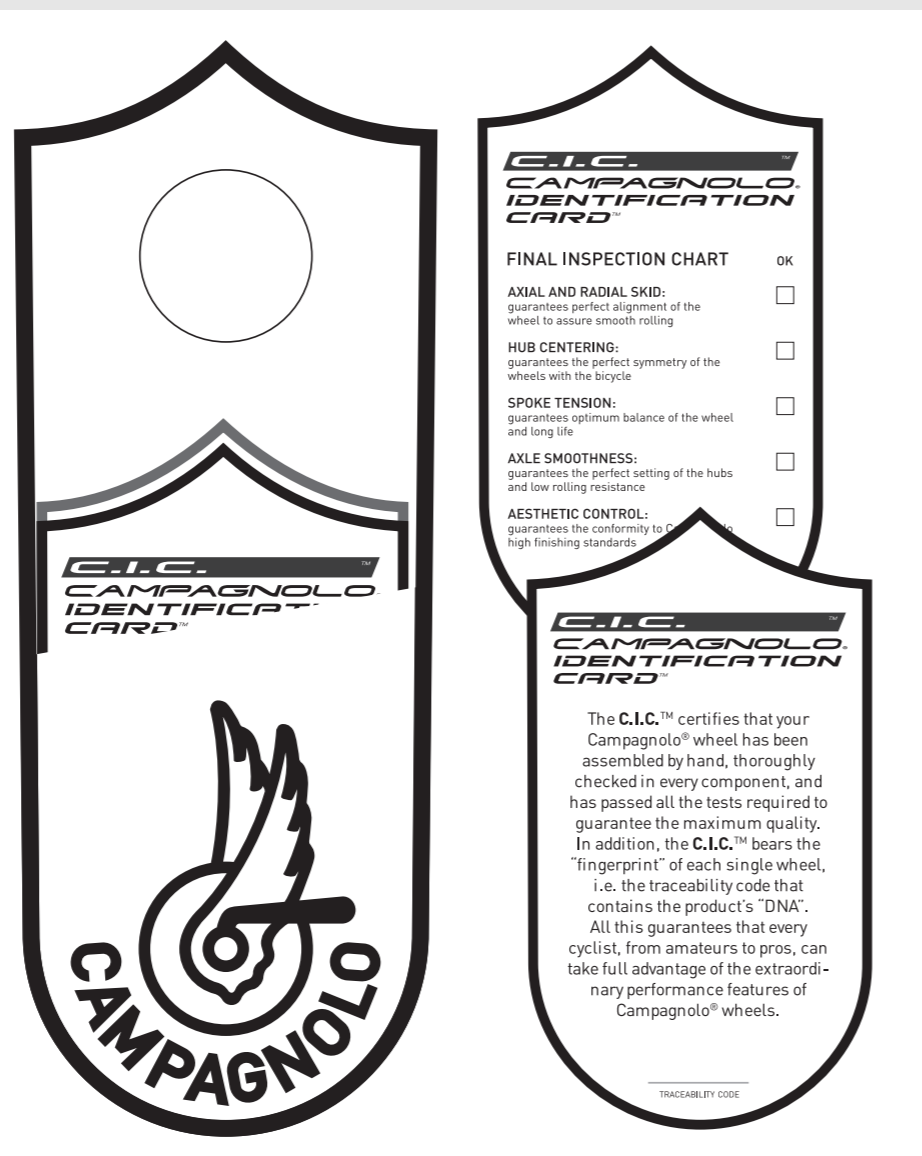 C.I.C.™
CAMPAGNOLO
IDENTIFICAT
CARD™
CAMPAGNOLO
C.I.C.™
CAMPAGNOLO®
IDENTIFICATION
CARD™
FINAL INSPECTION CHART OK
AXIAL AND RADIAL SKID:
guarantees perfect alignment of the
wheel to assure smooth rolling
HUB CENTERING:
guarantees the perfect symmetry of the
wheels with the bicycle
SPOKE TENSION:
guarantees optimum balance of the wheel
and long life
AXLE SMOOTHNESS:
guarantees the perfect setting of the hubs
and low rolling resistance
AESTHETIC CONTROL:
guarantees the conformity to
high finishing standards
C.I.C.™
CAMPAGNOLO®
IDENTIFICATION
CARD™
The C.I.C.™ certifies that your
Campagnolo® wheel has been
assembled by hand, thoroughly
checked in every component, and
has passed all the tests required to
guarantee the maximum quality.
In addition, the C.I.C.™ bears the
“fingerprint” of each single wheel,
i.e. the traceability code that
contains the product’s “DNA”.
All this guarantees that every
cyclist, from amateurs to pros, can
take full advantage of the extraordi-
nary performance features of
Campagnolo® wheels.
TRACEABILITY CODE